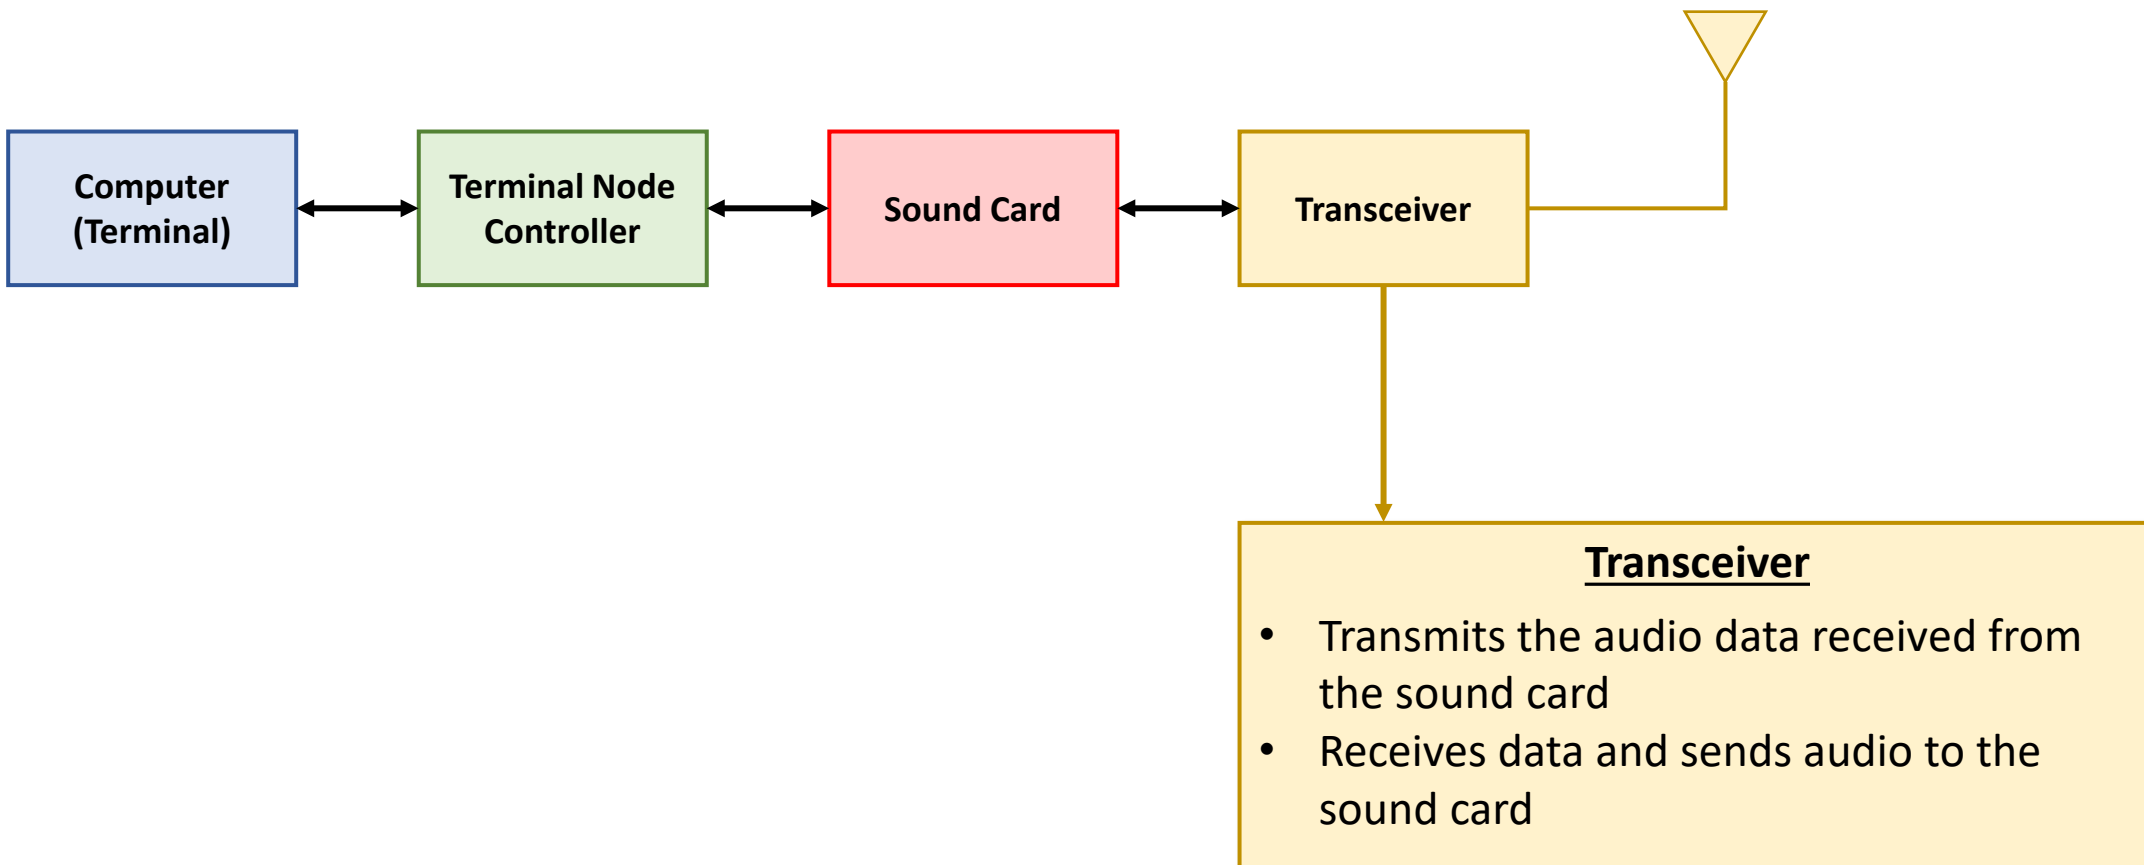 Computer
(Terminal)
Terminal Node
Controller
Sound Card
Transceiver
Transceiver
• Transmits the audio data received from
the sound card
• Receives data and sends audio to the
sound card